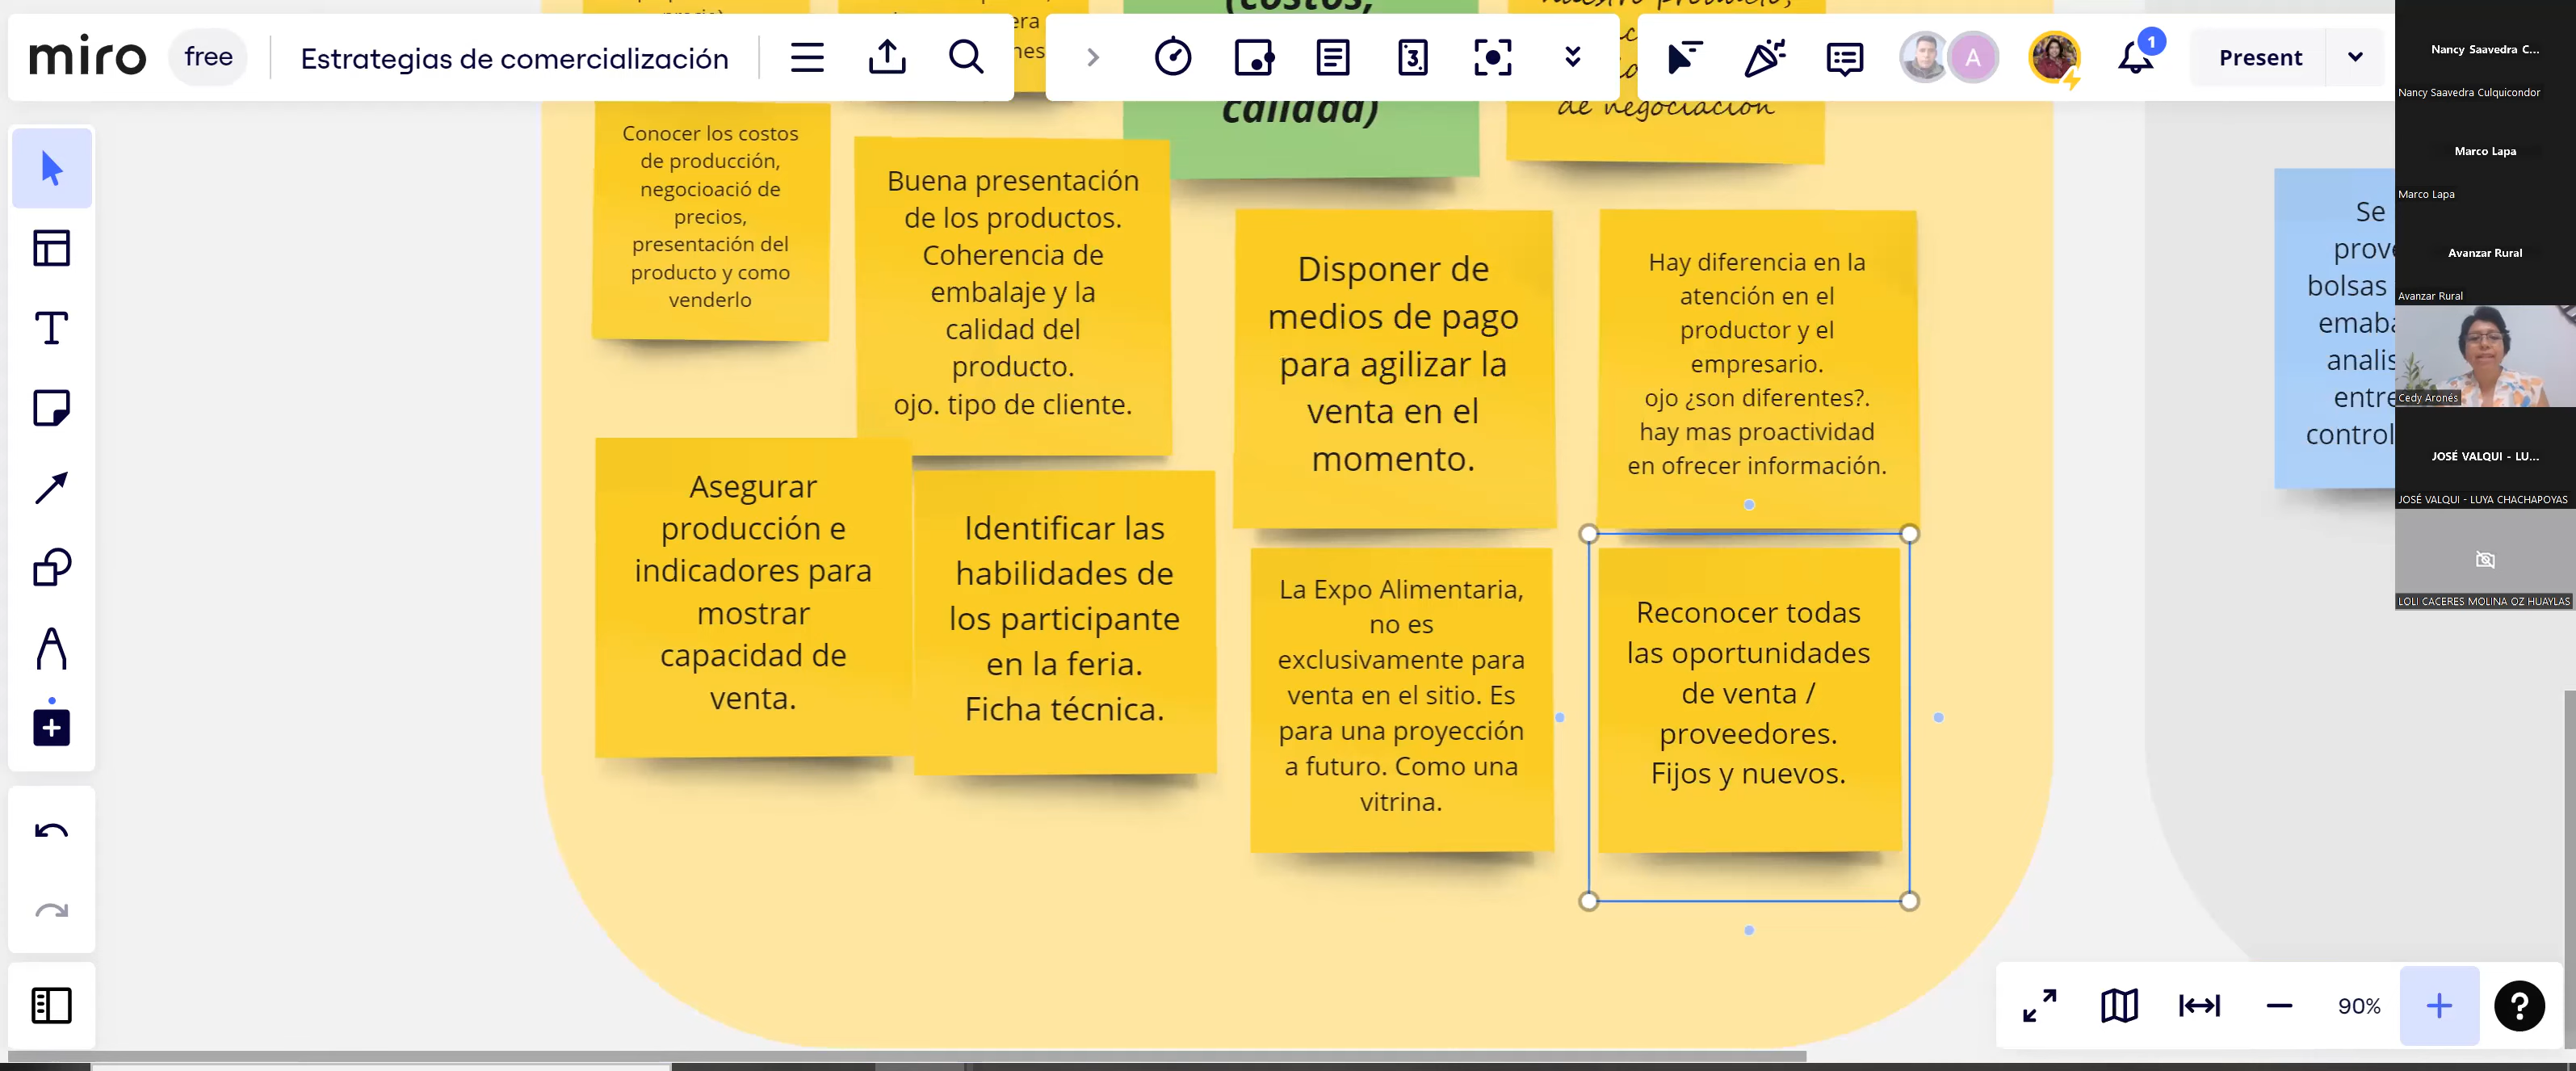 miro
free
Estrategias de comercialización
Present
1
3
A
calidad)
de negociación
Conocer los costos
de producción,
negocioació de
precios,
presentación del
producto y como
venderlo
Buena presentación
de los productos.
Coherencia de
embalaje y la
calidad del
producto.
ojo. tipo de cliente.
Disponer de
medios de pago
para agilizar la
venta en el
momento.
Hay diferencia en la
atención en el
productor y el
empresario.
ojo ¿son diferentes?.
hay mas proactividad
en ofrecer información.
Asegurar
producción e
indicadores para
mostrar
capacidad de
venta.
Identificar las
habilidades de
los participante
en la feria.
Ficha técnica.
La Expo Alimentaria,
no es
exclusivamente para
venta en el sitio. Es
para una proyección
a futuro. Como una
vitrina.
Reconocer todas
las oportunidades
de venta /
proveedores.
Fijos y nuevos.
Se
bolsas
Nancy Saavedra C...
Nancy Saavedra Culquicondor
Marco Lapa
Marco Lapa
Avanzar Rural
Avanzar Rural
Cedy Aronés
JOSÉ VALQUI - LU...
JOSÉ VALQUI - LUYA CHACHAPOYAS
LOLI CACERES MOLINA OZ HUAYLAS
90%